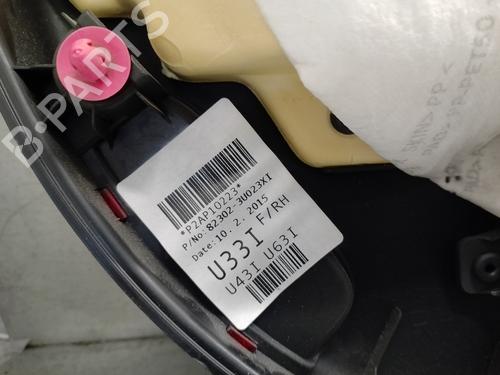 B-PARTS
*P2AP10223*
P/No:82302-3U023XI
Date:10. 2. 2015
U33I F/RH
U43I U63I